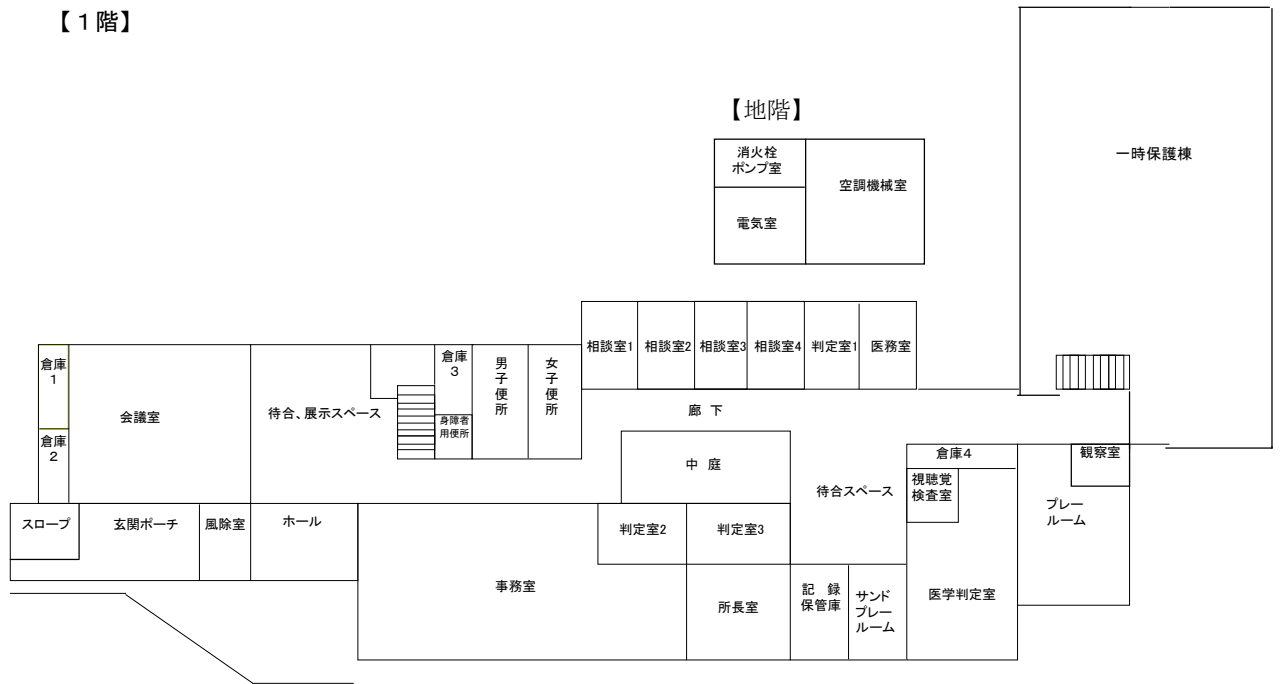 【１階】
【地階】
消火栓
ポンプ室
空調機械室
電気室
一時保護棟
相談室1
相談室2
相談室3
相談室4
判定室1
医務室
倉庫
1
倉庫
2
会議室
待合、展示スペース
倉庫
3
身障者
用便所
男子便所
女子便所
廊下
中庭
待合スペース
倉庫4
視聴覚
検査室
観察室
プレー
ルーム
スロープ
玄関ポーチ
風除室
ホール
事務室
判定室2
判定室3
所長室
記録
保管庫
サンド
プレー
ルーム
医学判定室